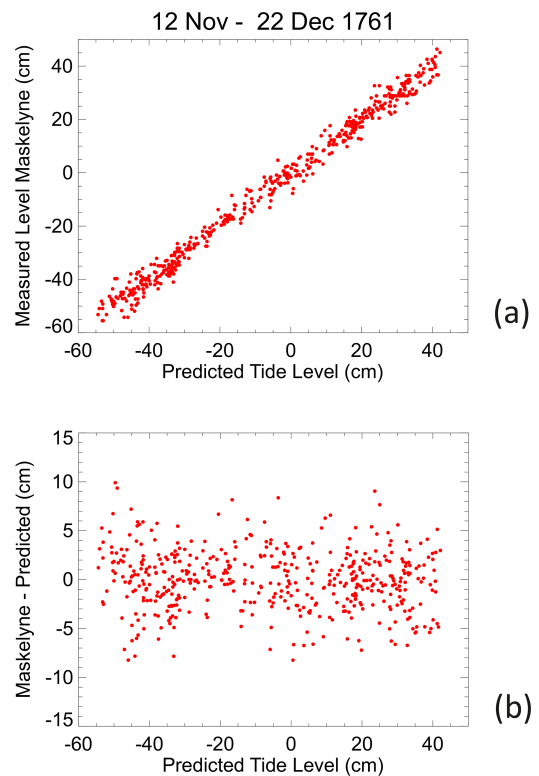 12 Nov - 22 Dec 1761
Measured Level Maskelyne (cm)
40
20
0
-20
-40
-60
-60 -40 -20 0 20 40
Predicted Tide Level (cm)
(a)
Maskelyne - Predicted (cm)
15
10
5
0
-5
-10
-15
-60 -40 -20 0 20 40
Predicted Tide Level (cm)
(b)